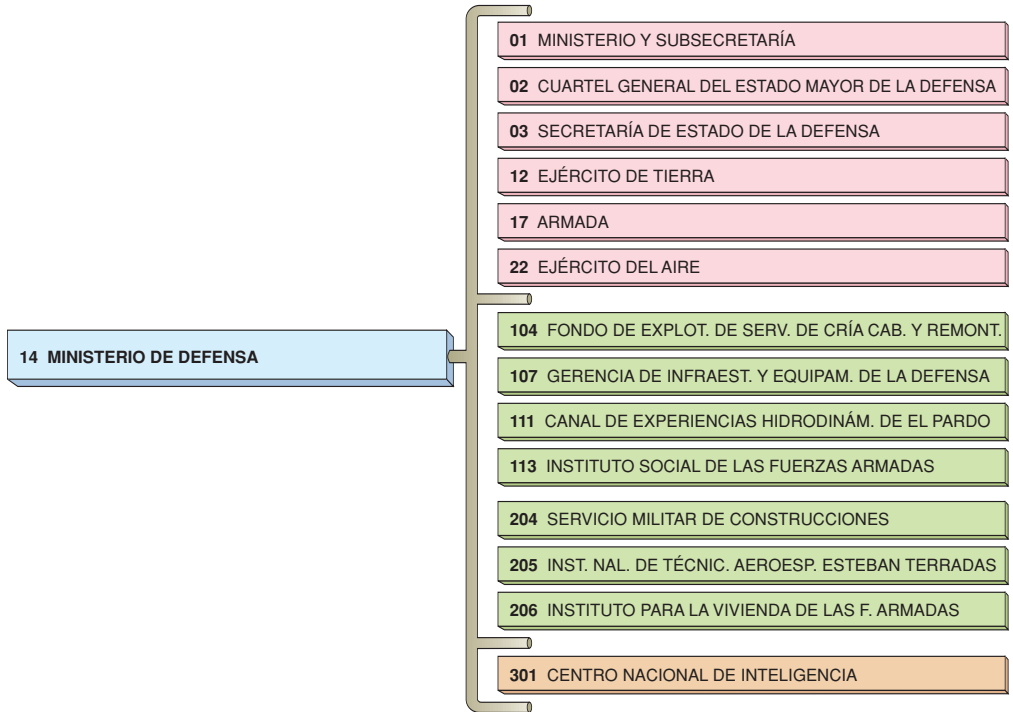 01 MINISTERIO Y SUBSECRETARÍA
02 CUARTEL GENERAL DEL ESTADO MAYOR DE LA DEFENSA
03 SECRETARÍA DE ESTADO DE LA DEFENSA
12 EJÉRCITO DE TIERRA
17 ARMADA
22 EJÉRCITO DEL AIRE
14 MINISTERIO DE DEFENSA
104 FONDO DE EXPLOT. DE SERV. DE CRÍA CAB. Y REMONT.
107 GERENCIA DE INFRAEST. Y EQUIPAM. DE LA DEFENSA
111 CANAL DE EXPERIENCIAS HIDRODINÁM. DE EL PARDO
113 INSTITUTO SOCIAL DE LAS FUERZAS ARMADAS
204 SERVICIO MILITAR DE CONSTRUCCIONES
205 INST. NAL. DE TÉCNIC. AEROESP. ESTEBAN TERRADAS
206 INSTITUTO PARA LA VIVIENDA DE LAS F. ARMADAS
301 CENTRO NACIONAL DE INTELIGENCIA